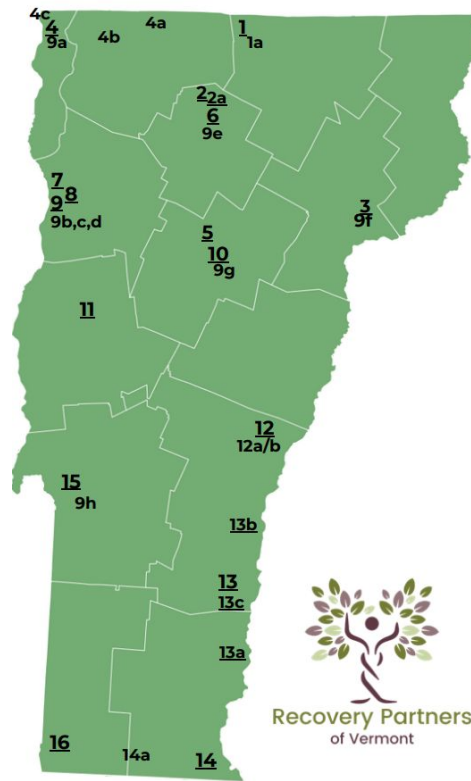 4c
4
9a
4b
4a
1
1a
2
2a
6
9e
7
8
9
9b,c,d
3
9f
5
10
9g
11
12
12a/b
15
9h
13b
13
13c
13a
16
14a
14
Recovery Partners
of Vermont